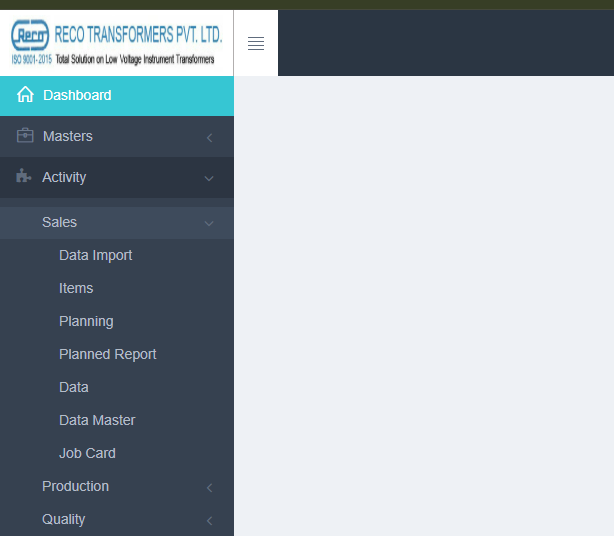 Reco
RECO TRANSFORMERS PVT. LTD.
ISO 9001-2015 Total Solution on Low Voltage Instrument Transformers
Dashboard
Masters
Activity
Sales
Data Import
Items
Planning
Planned Report
Data
Data Master
Job Card
Production
Quality